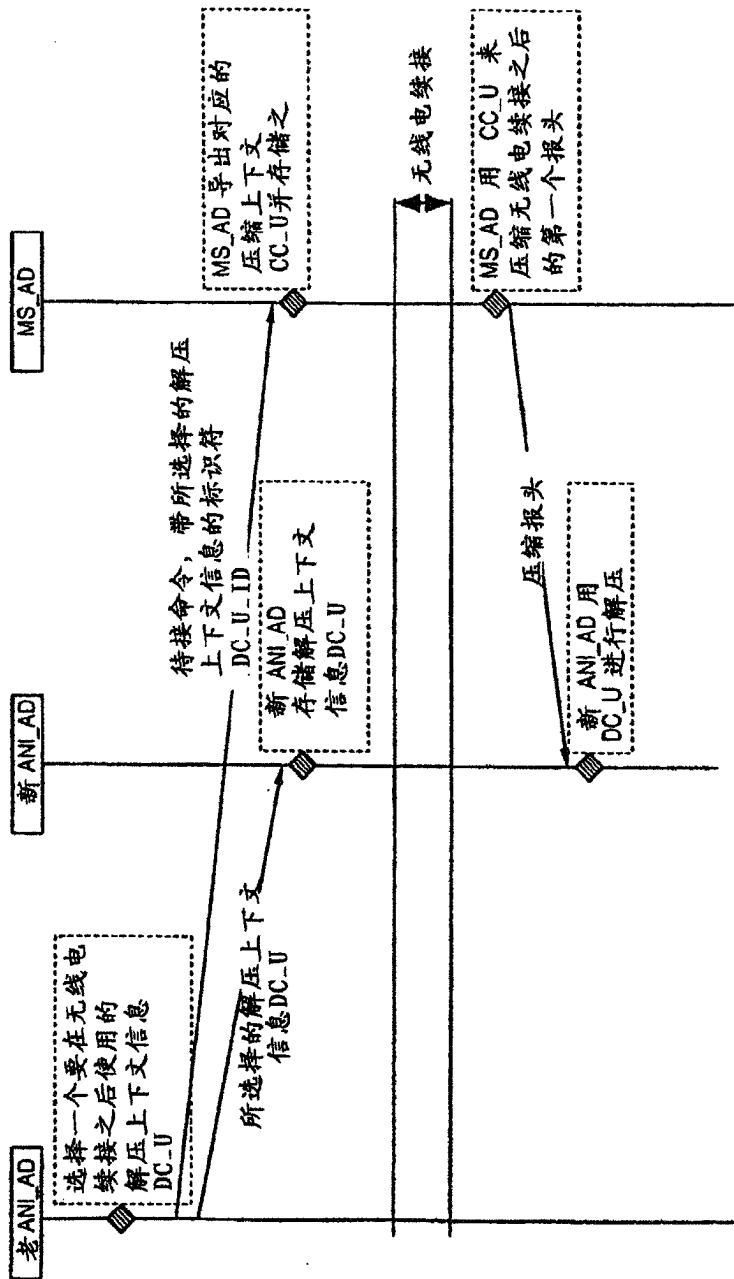 老ANI_AD
新ANI_AD
MS_AD
选择一个要在无线电
续接之后使用的
解压上下文信息
DC_U
待接命令，带所选择的解压
上下文信息的标识符
DC_U_ID
所选择的解压上下文
信息DC_U
新 ANI_AD
存储解压上下文
信息DC_U
MS_AD 导出对应的
压缩上下文
CC_U并存储之
无线电续接
MS_AD 用 CC_U 来
压缩无线电续接之后
的第一个报头
压缩报头
新 ANI_AD 用
DC_U 进行解压